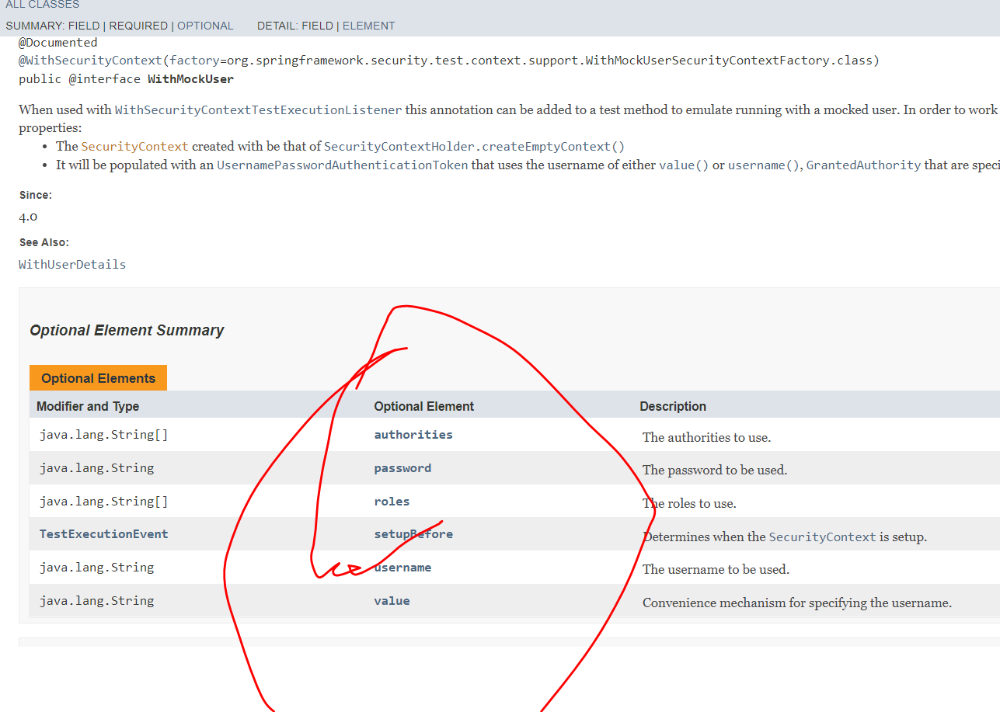 ALL CLASSES
SUMMARY: FIELD | REQUIRED | OPTIONAL DETAIL: FIELD | ELEMENT
@Documented
@WithSecurityContext(factory=org.springframework.security.test.context.support.WithMockUserSecurityContextFactory.class)
public @interface WithMockUser
When used with WithSecurityContextTestExecutionListener this annotation can be added to a test method to emulate running with a mocked user. In order to work
properties:
• The SecurityContext created with be that of SecurityContextHolder.createEmptyContext()
• It will be populated with an UsernamePasswordAuthenticationToken that uses the username of either value() or username(), GrantedAuthority that are speci
Since:
4.0
See Also:
WithUserDetails
Optional Element Summary
Optional Elements
Modifier and Type Optional Element Description
java.lang.String[] authorities The authorities to use.
java.lang.String password The password to be used.
java.lang.String[] roles The roles to use.
TestExecutionEvent setupBefore Determines when the SecurityContext is setup.
java.lang.String username The username to be used.
java.lang.String value Convenience mechanism for specifying the username.